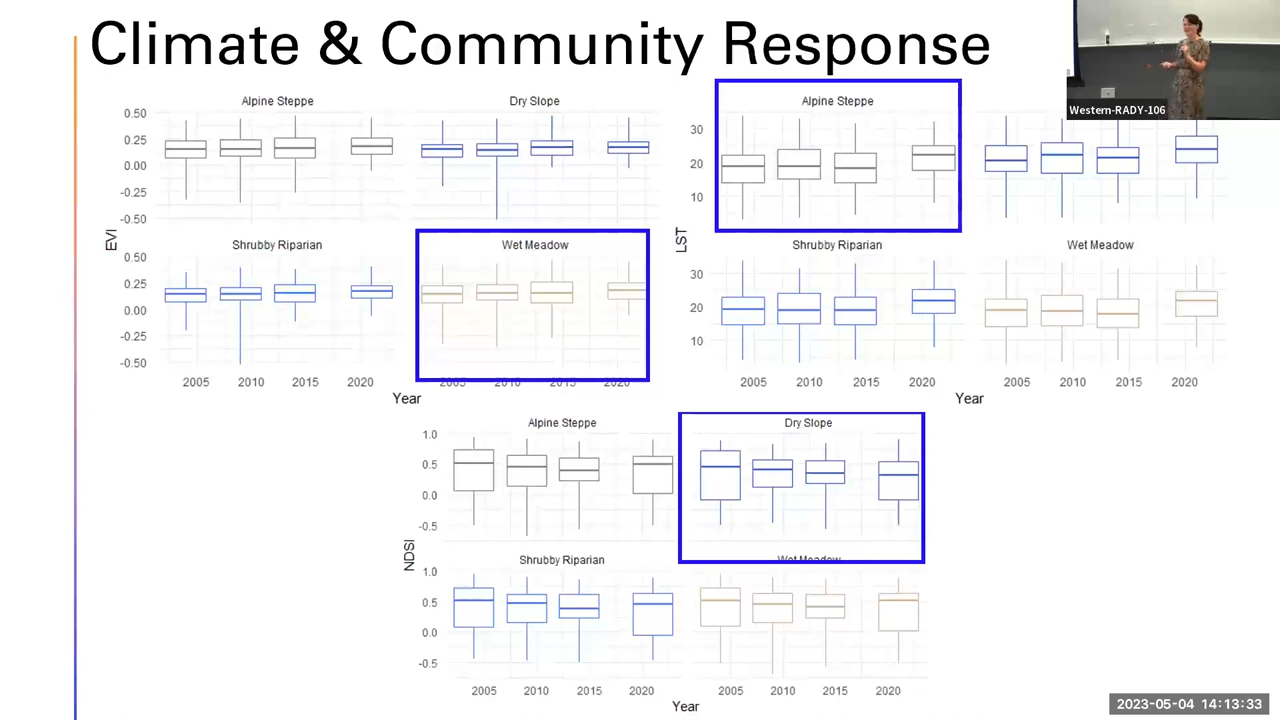 Climate & Community Response
Western-RADY-106
Alpine Steppe
Dry Slope
0.50
0.25
0.00
-0.25
-0.50
EVI
Shrubby Riparian
Wet Meadow
0.50
0.25
0.00
-0.25
-0.50
2005 2010 2015 2020
2005 2010 2015 2020
Year
Alpine Steppe
30
20
10
LST
Shrubby Riparian
Wet Meadow
30
20
10
2005 2010 2015 2020
2005 2010 2015 2020
Year
Alpine Steppe
Dry Slope
1.0
0.5
0.0
-0.5
NDSI
Shrubby Riparian
Wet Meadow
1.0
0.5
0.0
-0.5
2005 2010 2015 2020
2005 2010 2015 2020
Year
2023-05-04 14:13:33